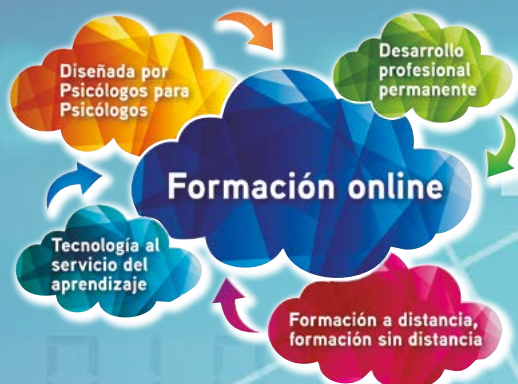 Diseñada por
Psicólogos para
Psicólogos
Desarrollo
profesional
permanente
Formación online
Tecnología al
servicio del
aprendizaje
Formación a distancia,
formación sin distancia